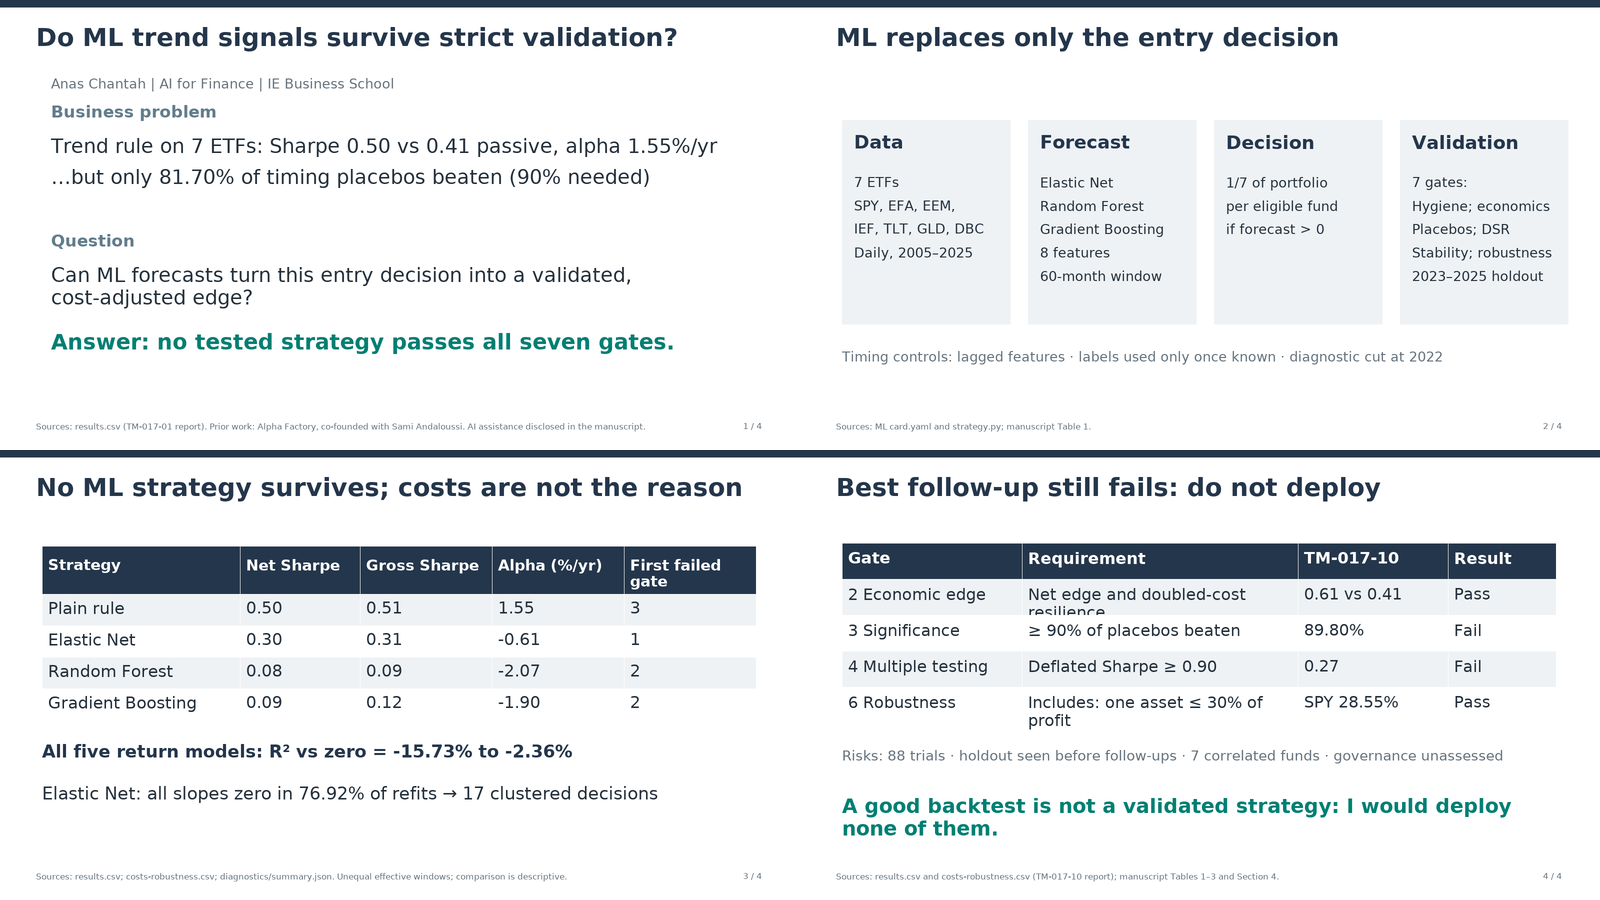 Do ML trend signals survive strict validation?
Anas Chantah | AI for Finance | IE Business School
Business problem
Trend rule on 7 ETFs: Sharpe 0.50 vs 0.41 passive, alpha 1.55%/yr
…but only 81.70% of timing placebos beaten (90% needed)
Question
Can ML forecasts turn this entry decision into a validated,
cost-adjusted edge?
Answer: no tested strategy passes all seven gates.
Sources: results.csv (TM-017-01 report). Prior work: Alpha Factory, co-founded with Sami Andaloussi. AI assistance disclosed in the manuscript.
1 / 4
ML replaces only the entry decision
Data
7 ETFs
SPY, EFA, EEM,
IEF, TLT, GLD, DBC
Daily, 2005–2025
Forecast
Elastic Net
Random Forest
Gradient Boosting
8 features
60-month window
Decision
1/7 of portfolio
per eligible fund
if forecast > 0
Validation
7 gates:
Hygiene; economics
Placebos; DSR
Stability; robustness
2023–2025 holdout
Timing controls: lagged features · labels used only once known · diagnostic cut at 2022
Sources: ML card.yaml and strategy.py; manuscript Table 1.
2 / 4
No ML strategy survives; costs are not the reason
Strategy Net Sharpe Gross Sharpe Alpha (%/yr) First failed
gate
Plain rule 0.50 0.51 1.55 3
Elastic Net 0.30 0.31 -0.61 1
Random Forest 0.08 0.09 -2.07 2
Gradient Boosting 0.09 0.12 -1.90 2
All five return models: R² vs zero = -15.73% to -2.36%
Elastic Net: all slopes zero in 76.92% of refits → 17 clustered decisions
Sources: results.csv; costs-robustness.csv; diagnostics/summary.json. Unequal effective windows; comparison is descriptive.
3 / 4
Best follow-up still fails: do not deploy
Gate Requirement TM-017-10 Result
2 Economic edge Net edge and doubled-cost 0.61 vs 0.41 Pass
resilience
3 Significance ≥ 90% of placebos beaten 89.80% Fail
4 Multiple testing Deflated Sharpe ≥ 0.90 0.27 Fail
6 Robustness Includes: one asset ≤ 30% of SPY 28.55% Pass
profit
Risks: 88 trials · holdout seen before follow-ups · 7 correlated funds · governance unassessed
A good backtest is not a validated strategy: I would deploy
none of them.
Sources: results.csv and costs-robustness.csv (TM-017-10 report); manuscript Tables 1–3 and Section 4.
4 / 4